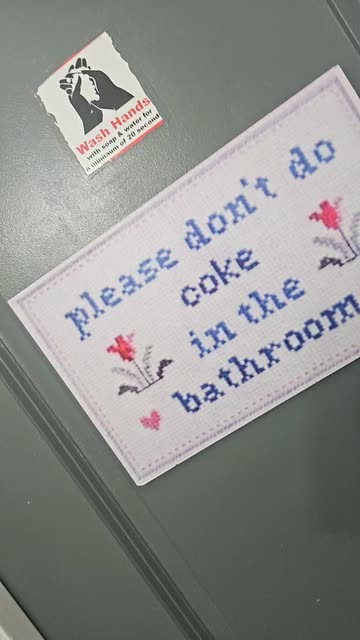 Wash Hands
with soap & water for
a minimum of 20 second
please don't do
coke
in the
bathroom